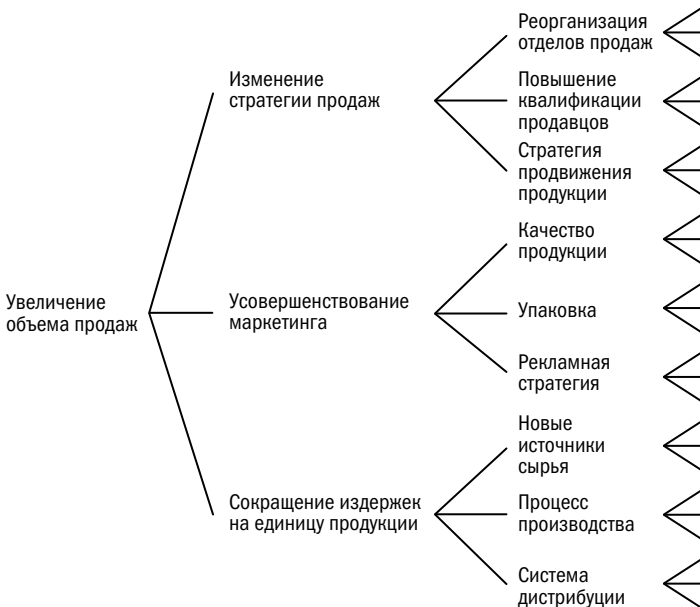 Увеличение
объема продаж
Изменение
стратегии продаж
Реорганизация
отделов продаж
Повышение
квалификации
продавцов
Стратегия
продвижения
продукции
Усовершенствование
маркетинга
Качество
продукции
Упаковка
Рекламная
стратегия
Сокращение издержек
на единицу продукции
Новые
источники
сырья
Процесс
производства
Система
дистрибуции